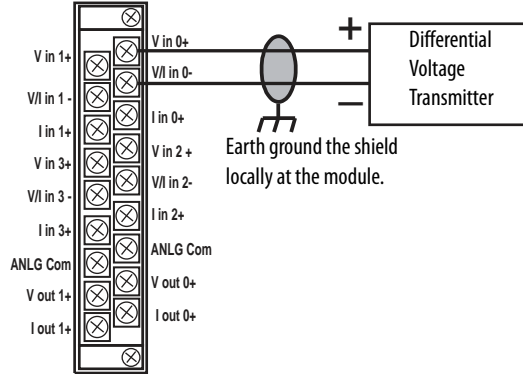 V in 1+
V/I in 1 -
I in 1+
V in 3+
V/I in 3 -
I in 3+
ANLG Com
V out 1+
I out 1+
V in 0+
V/I in 0-
I in 0+
V in 2 +
V/I in 2-
I in 2+
ANLG Com
V out 0+
I out 0+
+
—
Differential
Voltage
Transmitter
Earth ground the shield
locally at the module.